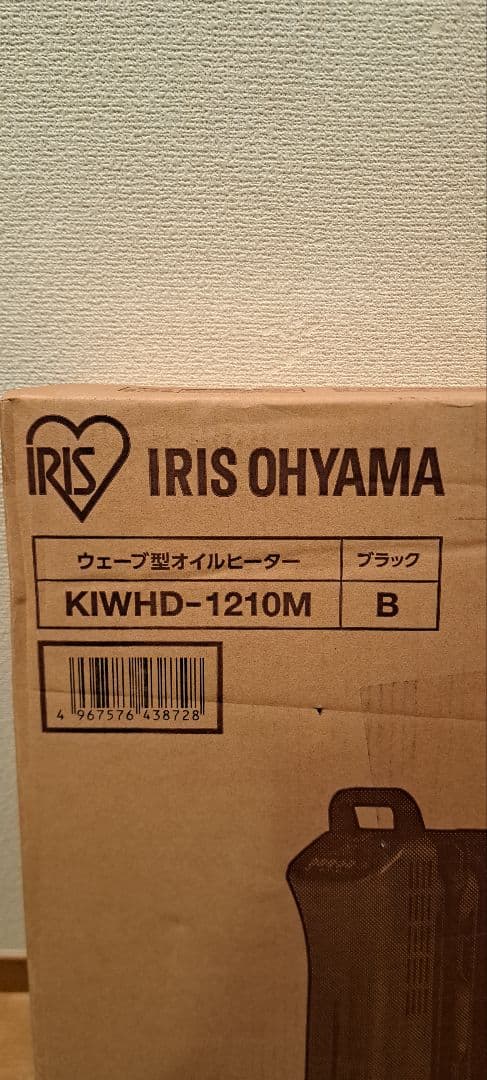 IRIS
IRIS OHYAMA
ウェーブ型オイルヒーター ブラック
KIWHD-1210M B
4 967576 438728